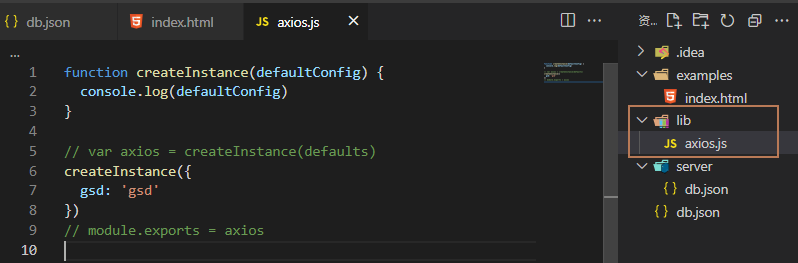 db.json
index.html
JS axios.js
资...
...
1 function createInstance(defaultConfig) {
2 console.log(defaultConfig)
3 }
4
5 // var axios = createInstance(defaults)
6 createInstance({
7 gsd: 'gsd'
8 })
9 // module.exports = axios
10
.idea
examples
index.html
lib
JS axios.js
server
{ } db.json
{ } db.json